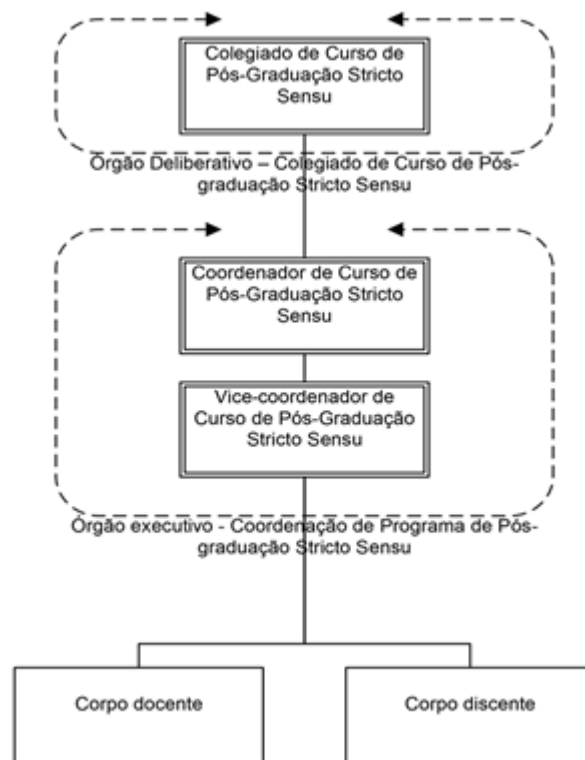 Colegiado de Curso de
Pós-Graduação Stricto
Sensu
Órgão Deliberativo – Colegiado de Curso de Pós-
graduação Stricto Sensu
Coordenador de Curso de
Pós-Graduação Stricto
Sensu
Vice-coordenador de
Curso de Pós-Graduação
Stricto Sensu
Órgão executivo - Coordenação de Programa de Pós-
graduação Stricto Sensu
Corpo docente
Corpo discente